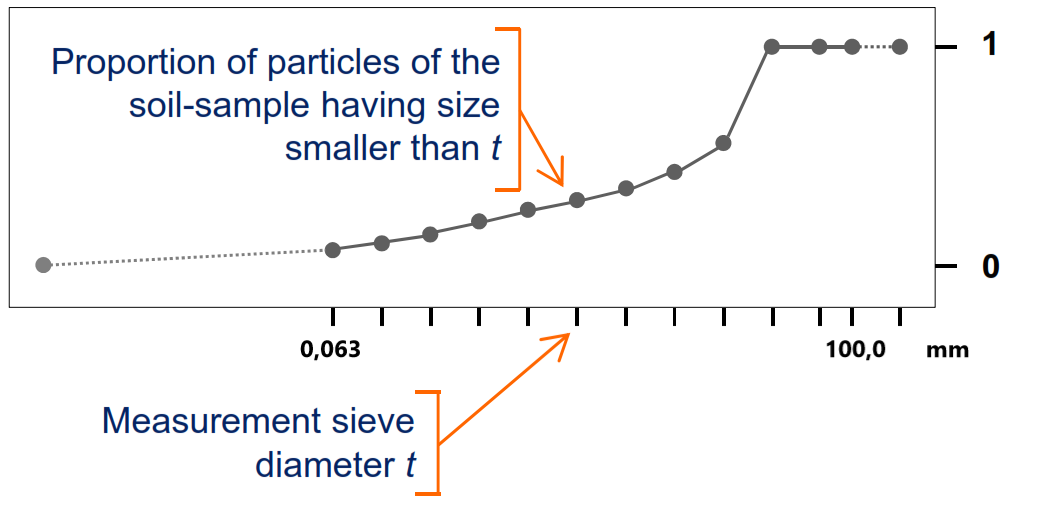 Proportion of particles of the
soil-sample having size
smaller than t
1
0
0,063
100,0
mm
Measurement sieve
diameter t